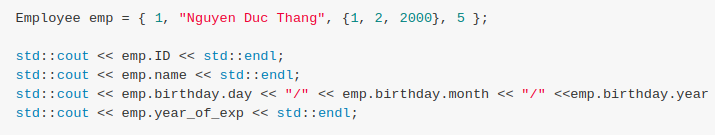 Employee emp = { 1, "Nguyen Duc Thang", {1, 2, 2000}, 5 };
std::cout << emp.ID << std::endl;
std::cout << emp.name << std::endl;
std::cout << emp.birthday.day << "/" << emp.birthday.month << "/" <<emp.birthday.year
std::cout << emp.year_of_exp << std::endl;